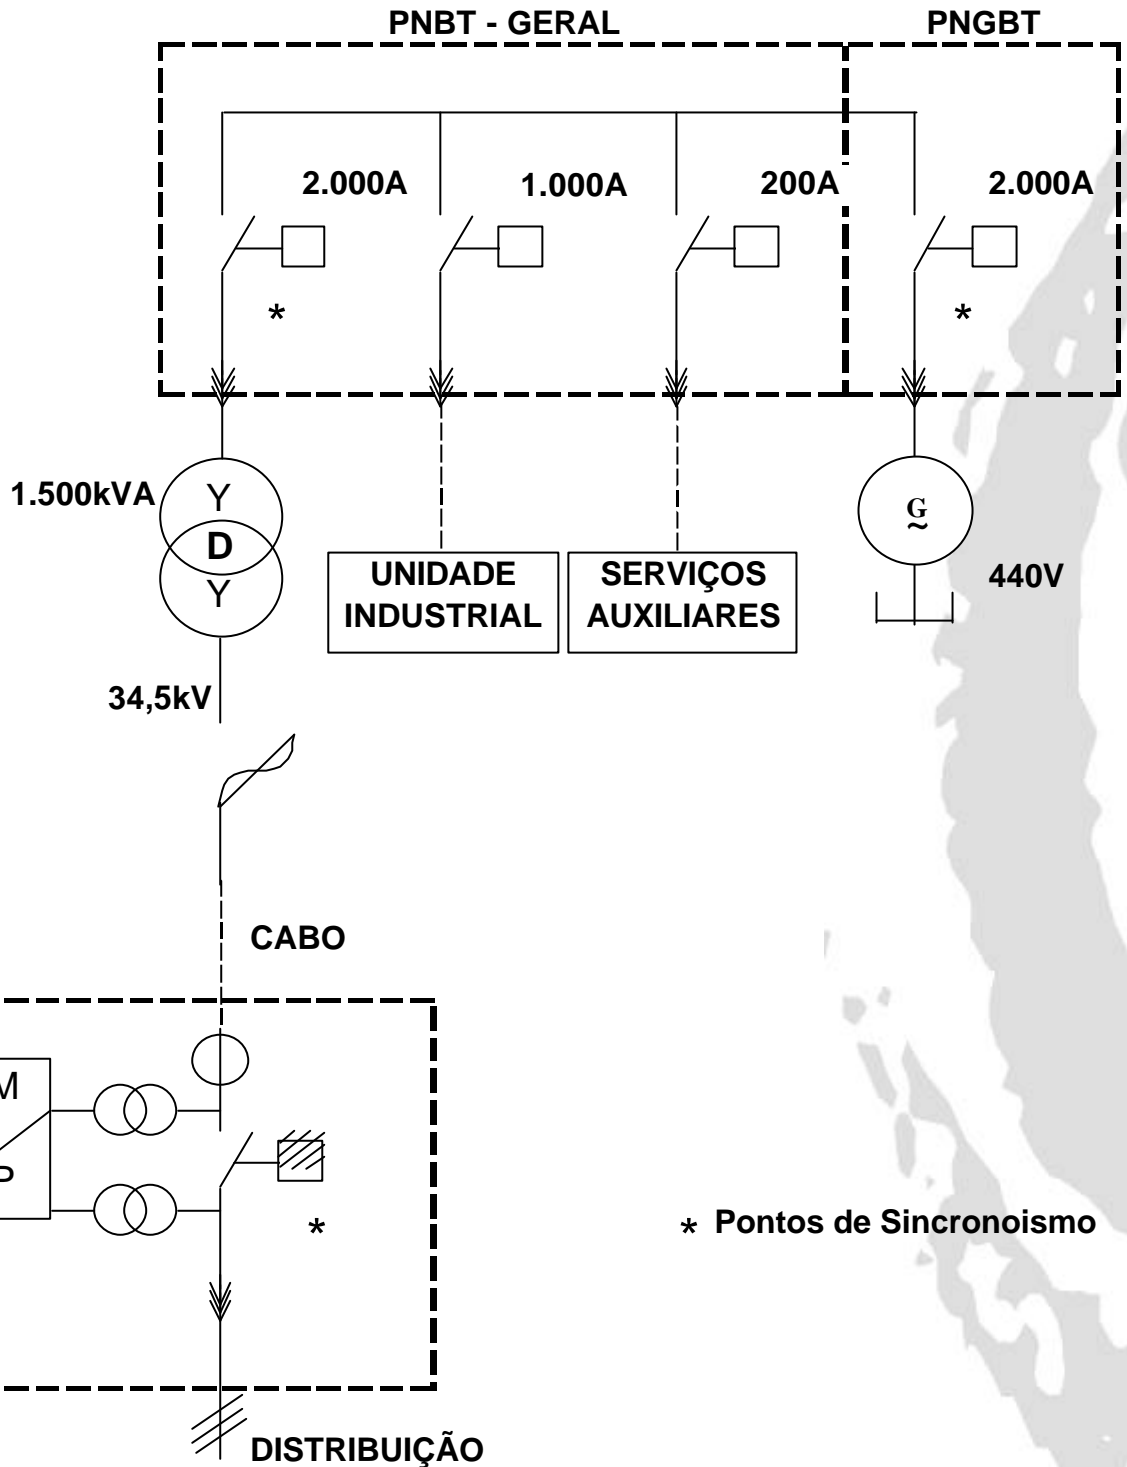 PNBT - GERAL
PNGBT
2.000A
1.000A
200A
2.000A
*
*
1.500kVA
Y
D
Y
G
~
UNIDADE
INDUSTRIAL
SERVIÇOS
AUXILIARES
440V
34,5kV
CABO
M
P
*
* Pontos de Sincronoismo
DISTRIBUIÇÃO